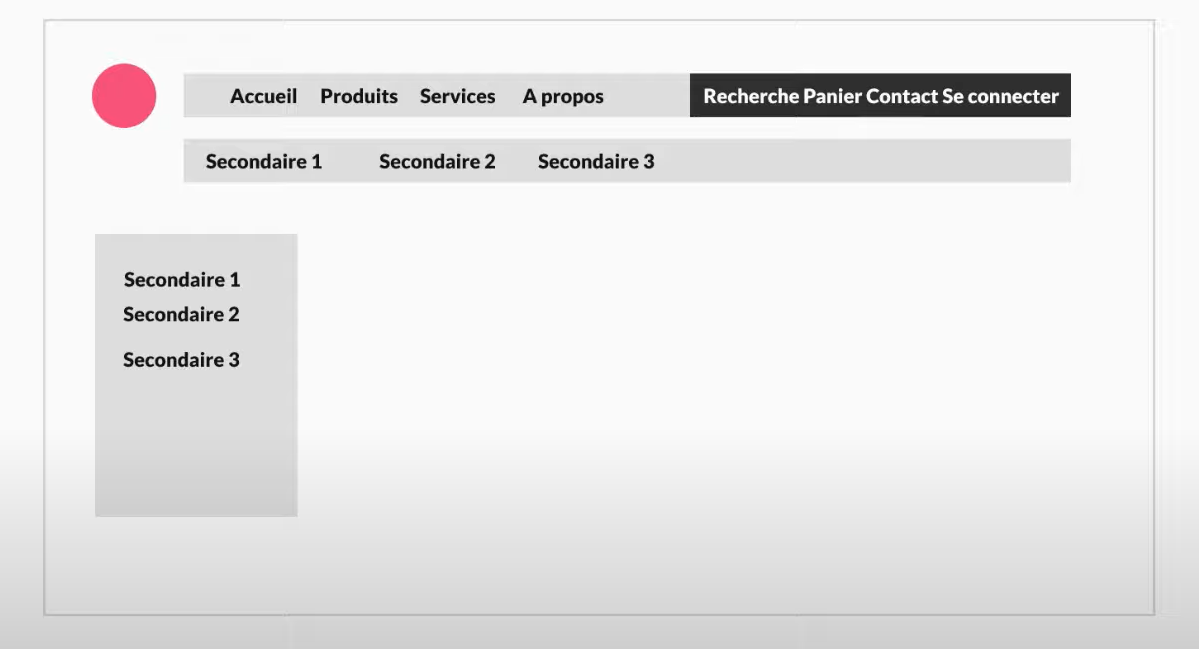 Accueil Produits Services A propos Recherche Panier Contact Se connecter
Secondaire 1 Secondaire 2 Secondaire 3
Secondaire 1
Secondaire 2
Secondaire 3